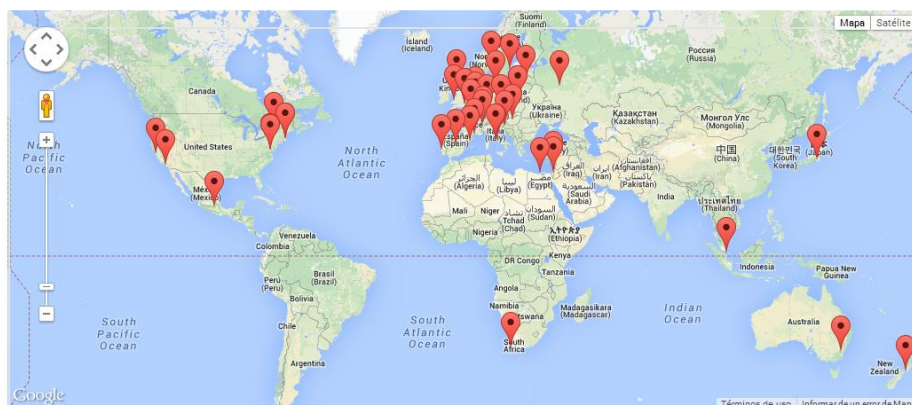 Mapa
Satélite
Suomi
(Finland)
Ísland
(Iceland)
Россия
(Russia)
Canada
Україна
(Ukraine)
Қазақстан
(Kazakhstan)
Монгол Улс
(Mongolia)
United States
North
Atlantic
Ocean
España
(Spain)
Italia
(Italy)
中国
(China)
대한민국
(South
Korea)
(Japan)
North
Pacific
Ocean
México
(Mexico)
الجزائر
(Algeria)
ليبيا
(Libya)
مصر
(Egypt)
العراق
(Iraq)
ایران
(Iran)
افغانستان
(Afghanistan)
پاکستان
(Pakistan)
السعودية
(Saudi
Arabia)
India
ประเทศไทย
(Thailand)
Mali
Niger
تشاد
(Chad)
السودان
(Sudan)
Nigeria
ኢትዮጵያ
(Ethiopia)
Venezuela
Colombia
DR Congo
Kenya
Tanzania
Indonesia
Papua New
Guinea
Perú
(Peru)
Brasil
(Brazil)
Bolivia
Angola
Namibia
Botswana
Madagasikara
(Madagascar)
Chile
Argentina
South
Pacific
Ocean
South
Atlantic
Ocean
South
Africa
Indian
Ocean
Australia
New
Zealand
Google
Términos de uso
Informar de un error de Map